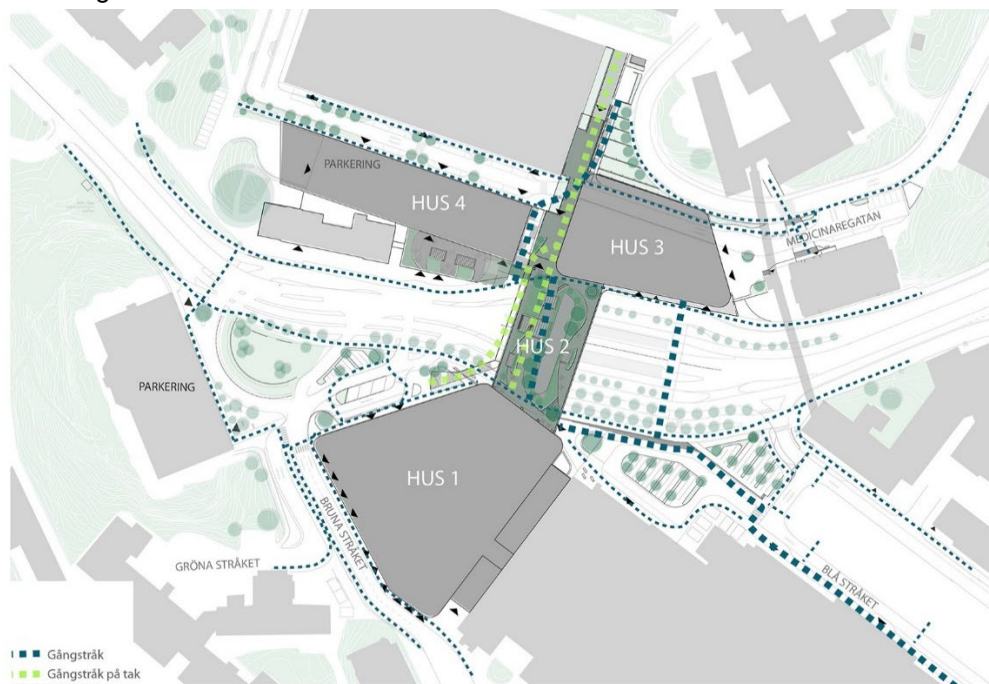 PARKERING
HUS 4
HUS 3
MEDICINAREGATAN
HUS 2
PARKERING
HUS 1
BRUNA STRÅKET
GRÖNA STRÅKET
BLÅ STRÅKET
Gångstråk
Gångstråk på tak